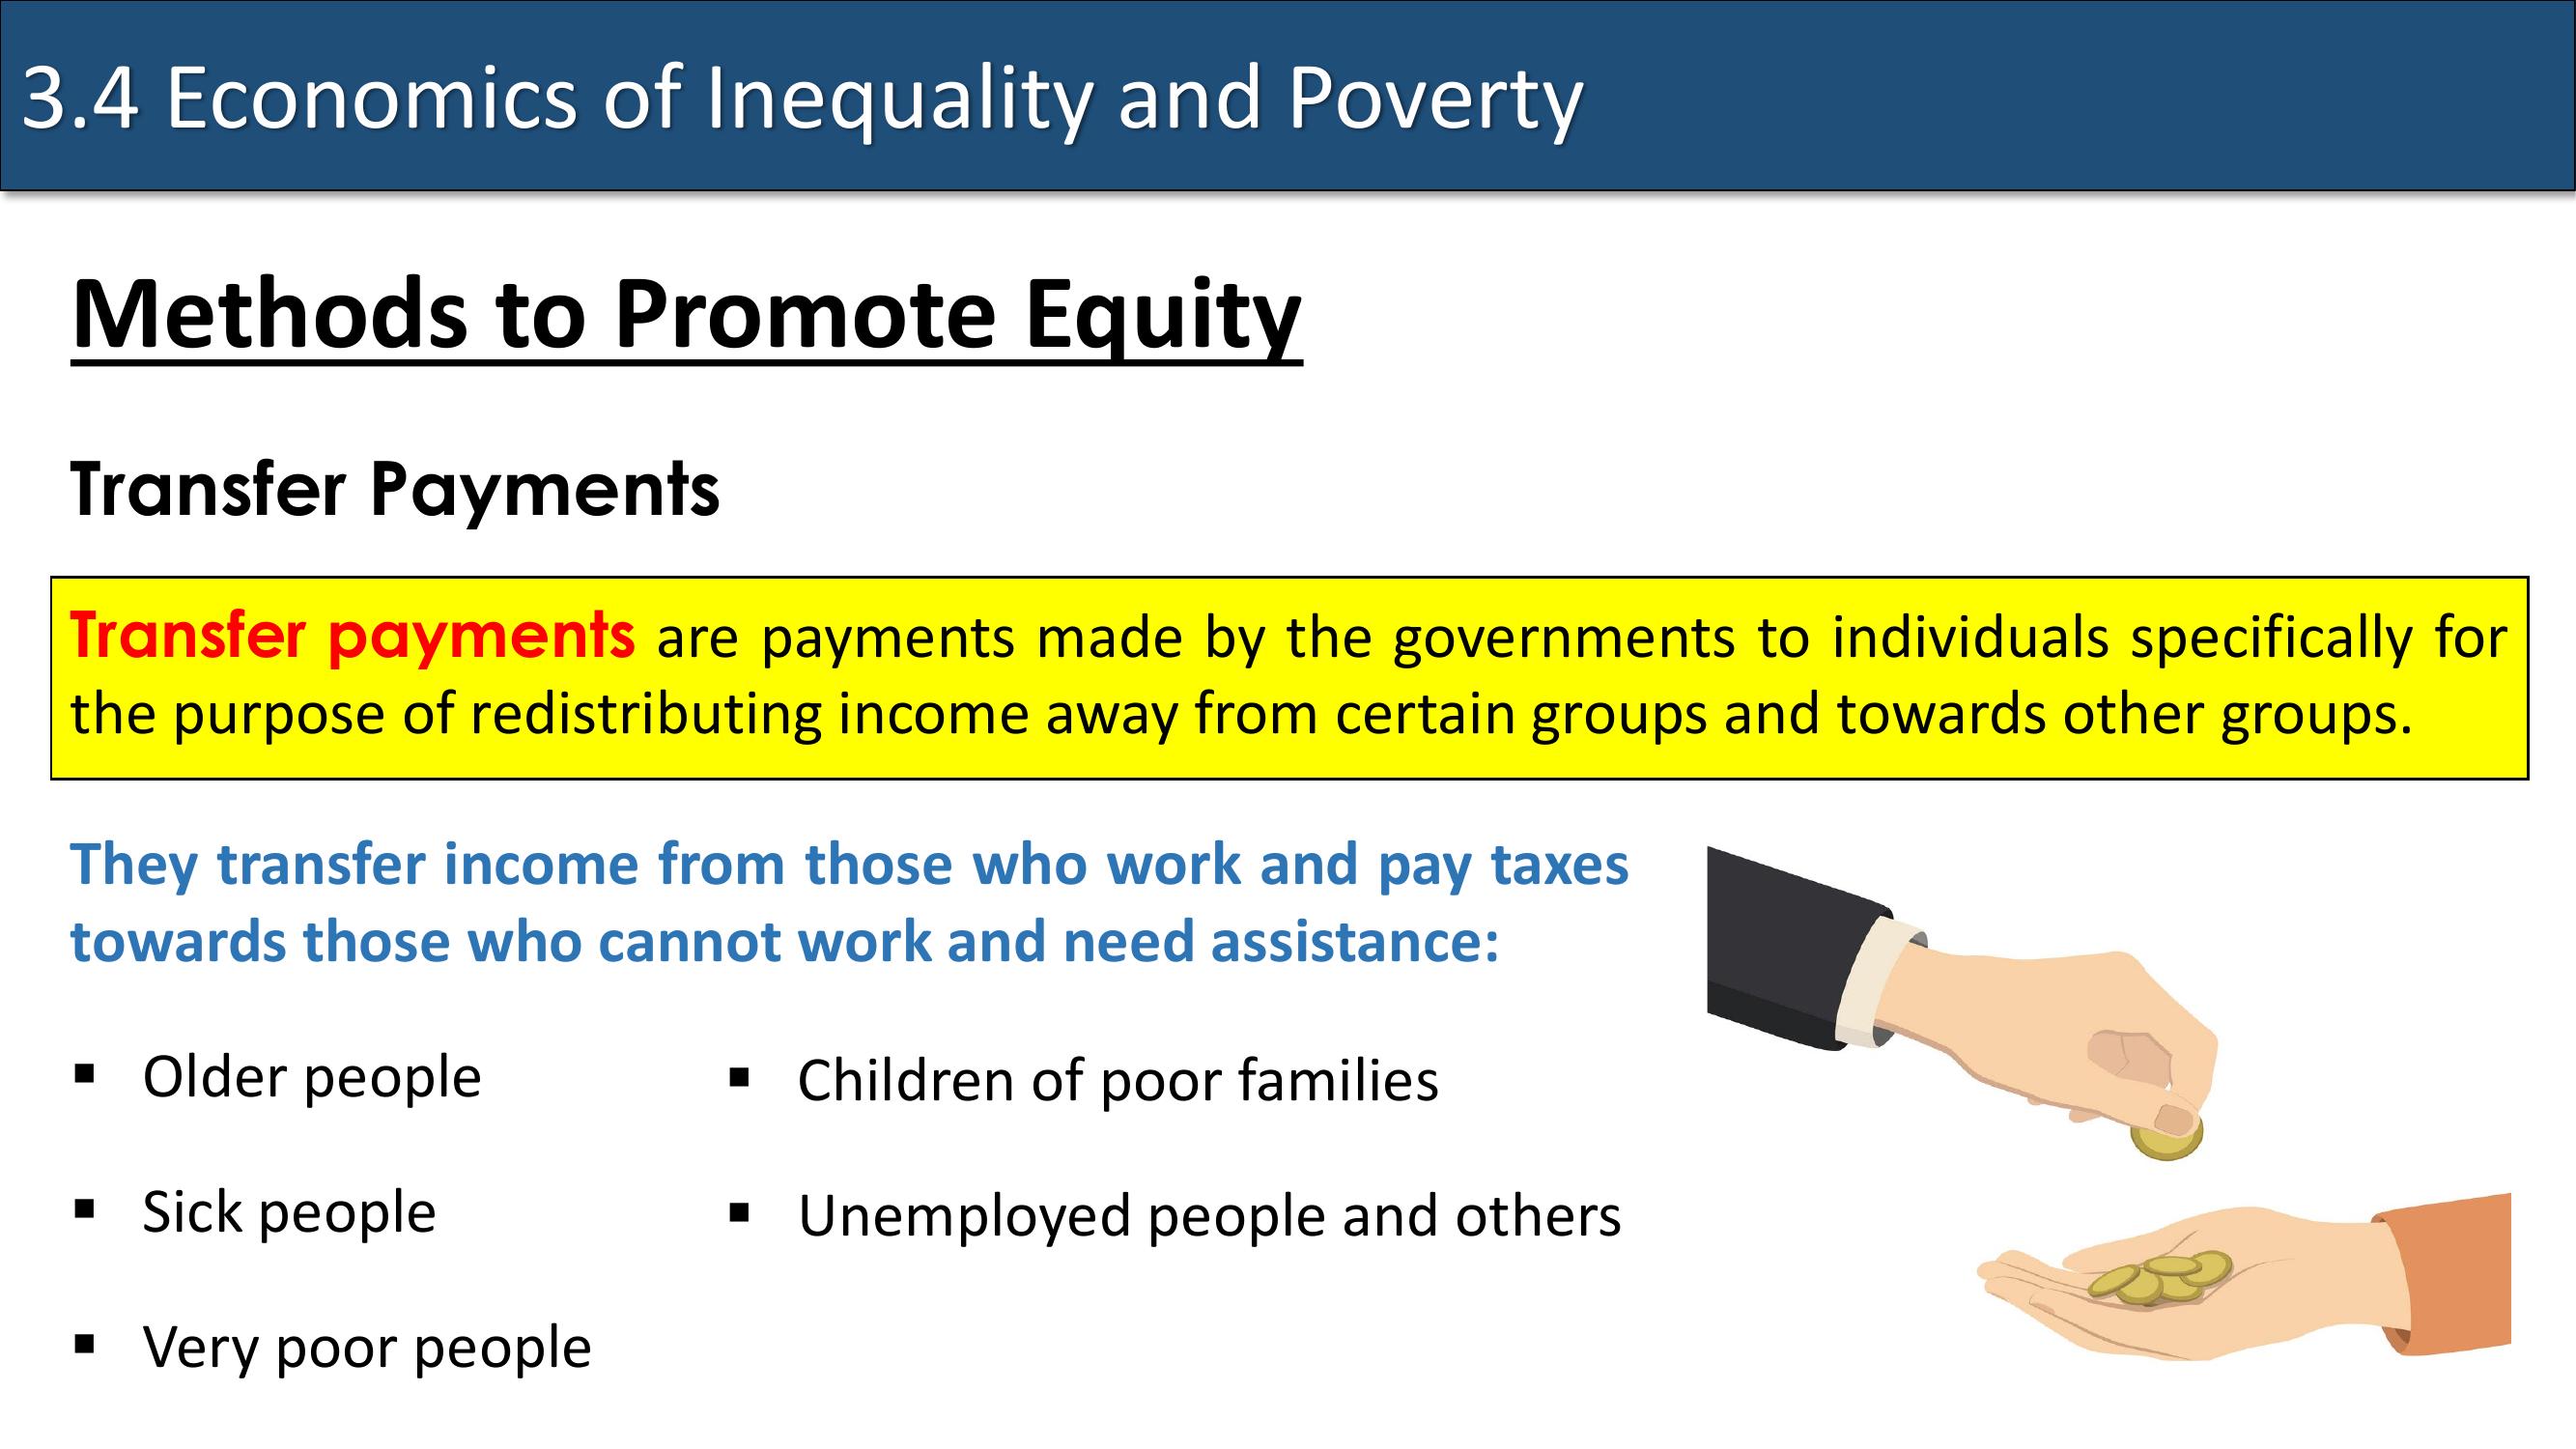 3.4 Economics of Inequality and Poverty
Methods to Promote Equity
Transfer Payments
Transfer payments are payments made by the governments to individuals specifically for
the purpose of redistributing income away from certain groups and towards other groups.
They transfer income from those who work and pay taxes
towards those who cannot work and need assistance:
▪ Older people
▪ Sick people
▪ Very poor people
▪ Children of poor families
▪ Unemployed people and others